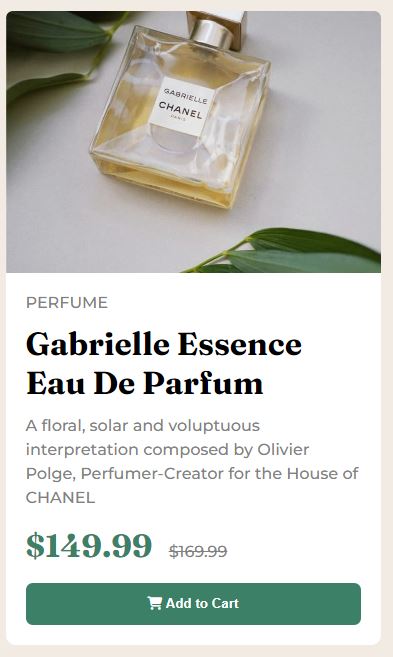 GABRIELLE
CHANEL
PARIS
PERFUME
Gabrielle Essence
Eau De Parfum
A floral, solar and voluptuous
interpretation composed by Olivier
Polge, Perfumer-Creator for the House of
CHANEL
$149.99 $169.99
Add to Cart